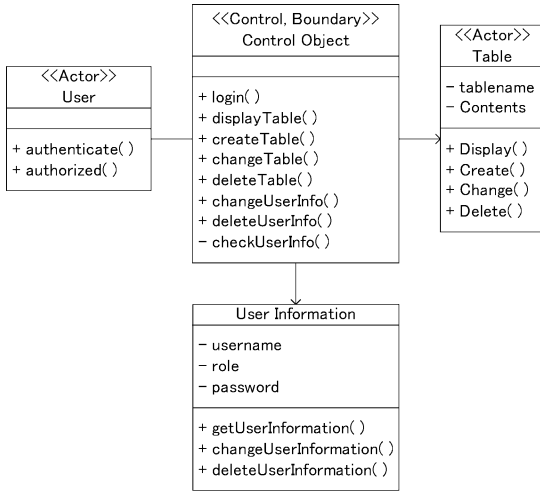 <<Actor>>
User
+ authenticate( )
+ authorized( )
<<Control, Boundary>>
Control Object
+ login( )
+ displayTable( )
+ createTable( )
+ changeTable( )
+ deleteTable( )
+ changeUserInfo( )
+ deleteUserInfo( )
− checkUserInfo( )
<<Actor>>
Table
− tablename
− Contents
+ Display( )
+ Create( )
+ Change( )
+ Delete( )
User Information
− username
− role
− password
+ getUserInformation( )
+ changeUserInformation( )
+ deleteUserInformation( )